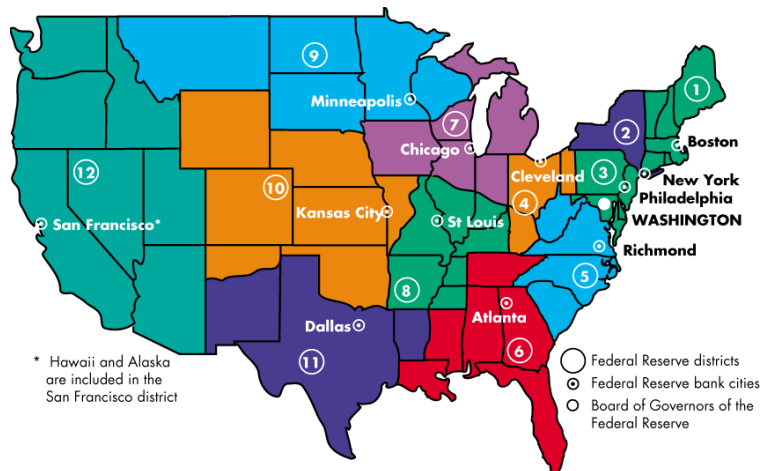 9
1
Minneapolis
7
2
Boston
Chicago
12
3
New York
Cleveland
Philadelphia
10
4
Kansas City
St Louis
WASHINGTON
San Francisco*
Richmond
5
8
Atlanta
Dallas
6
11
* Hawaii and Alaska
are included in the
San Francisco district
Federal Reserve districts
Federal Reserve bank cities
Board of Governors of the
Federal Reserve